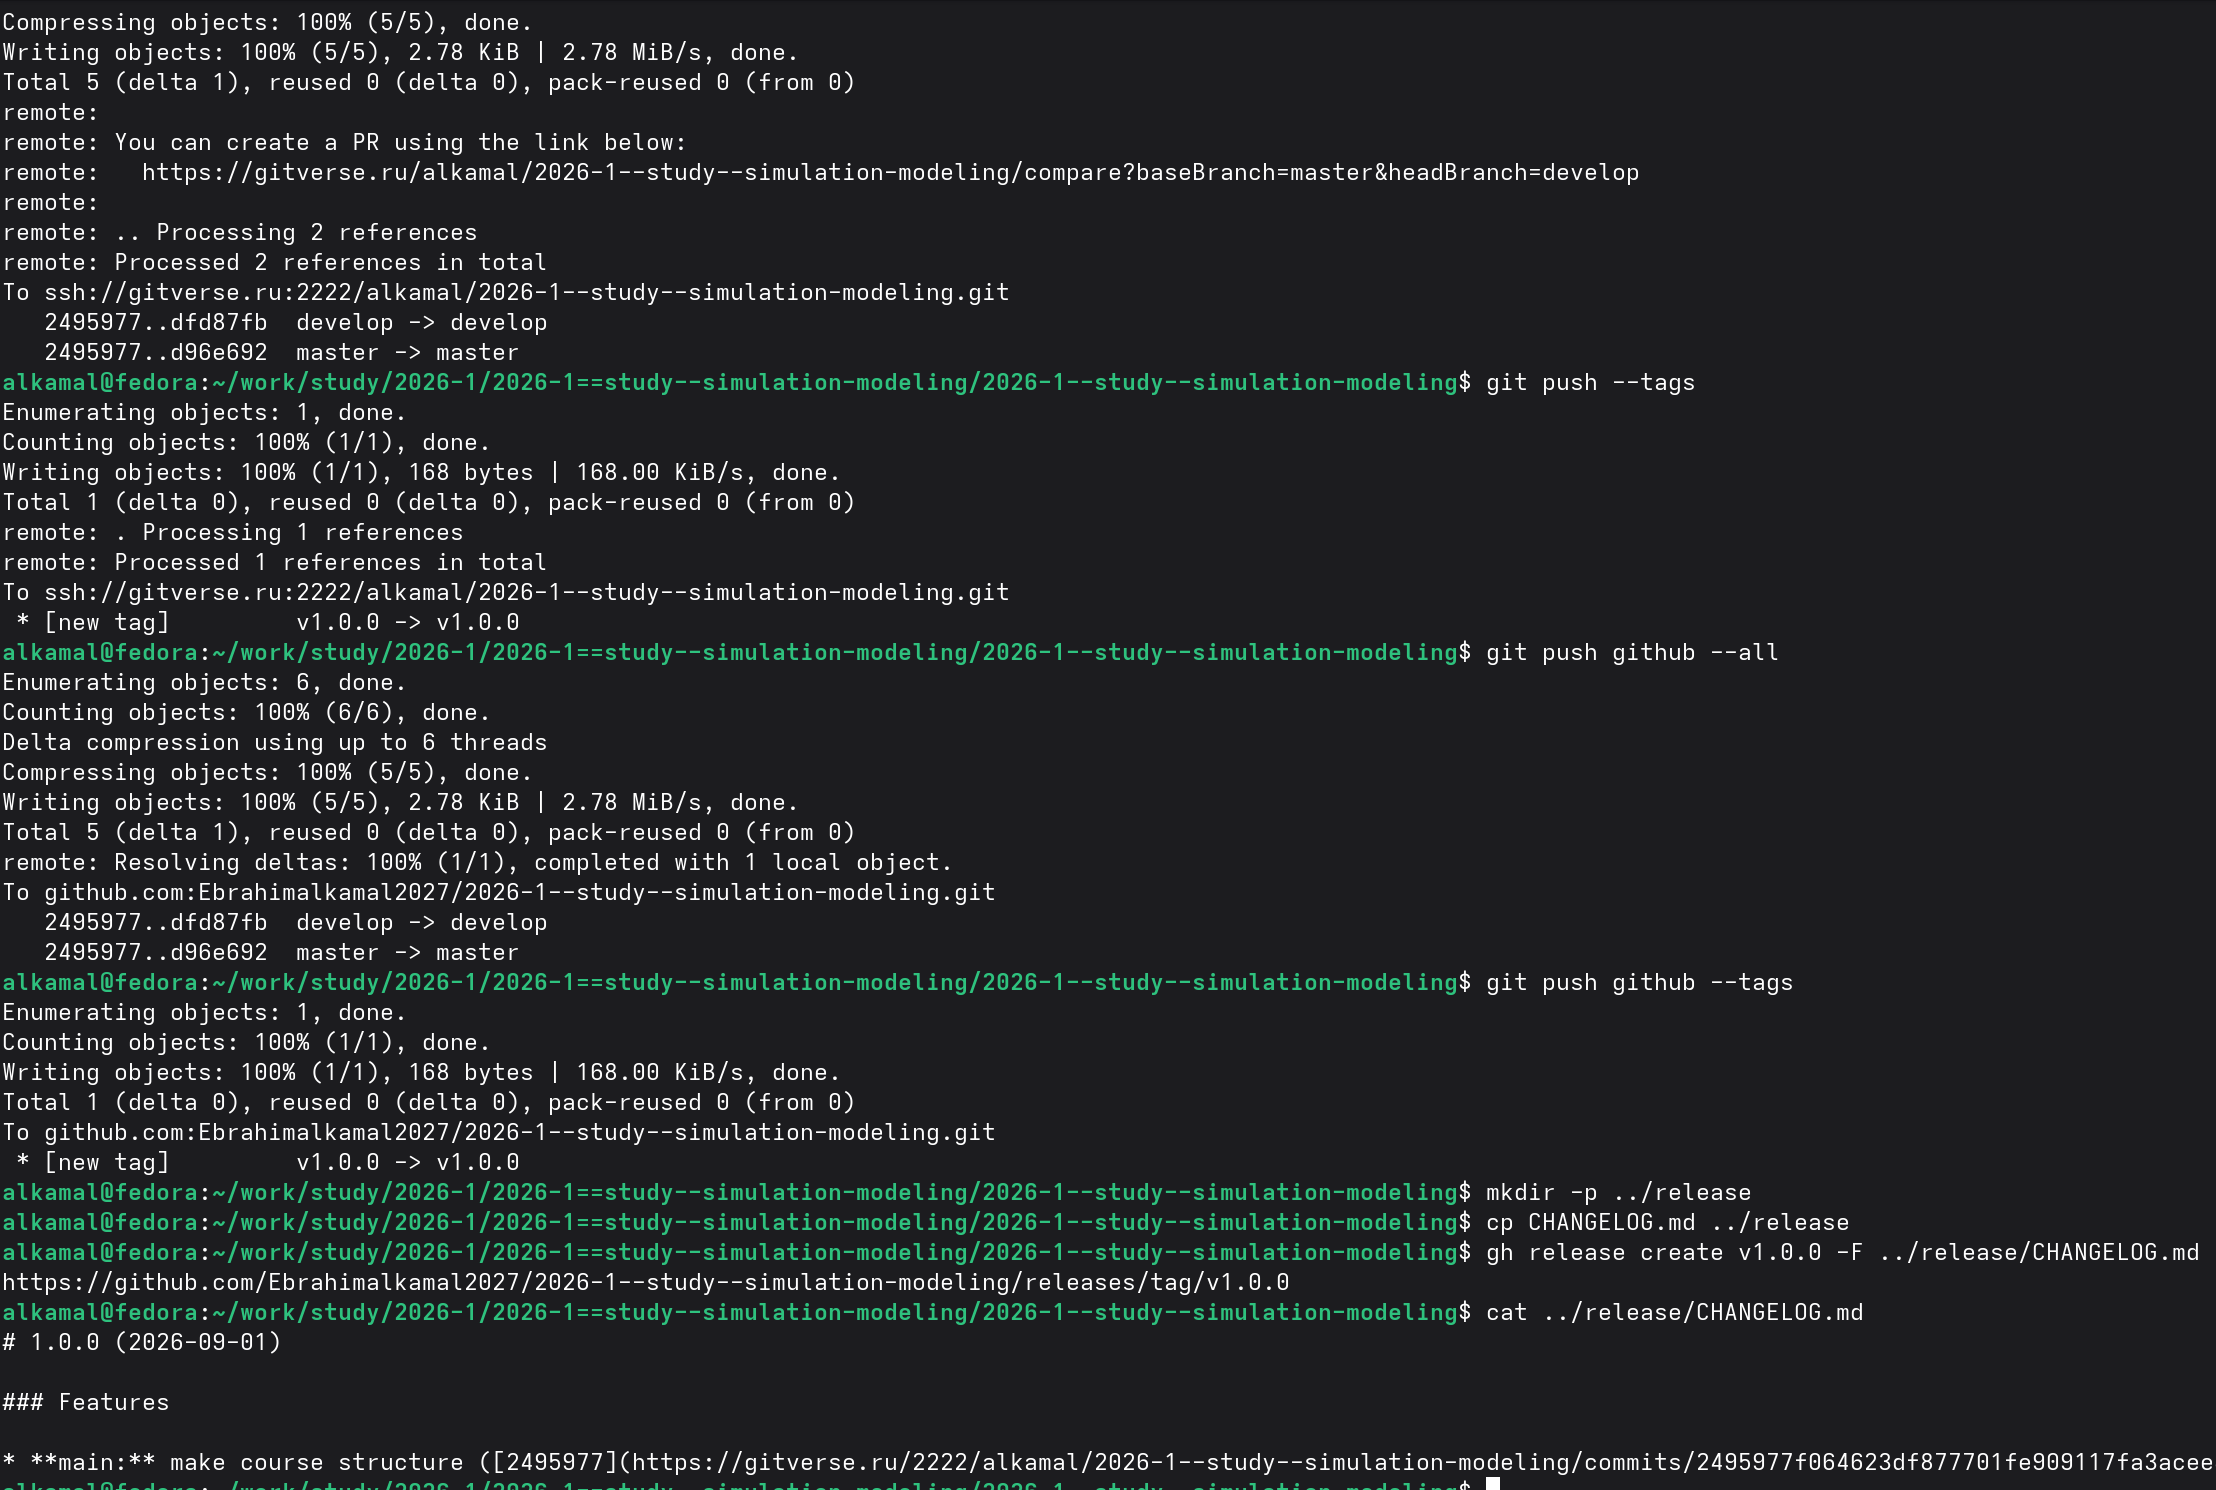 Compressing objects: 100% (5/5), done.
Writing objects: 100% (5/5), 2.78 KiB | 2.78 MiB/s, done.
Total 5 (delta 1), reused 0 (delta 0), pack-reused 0 (from 0)
remote:
remote: You can create a PR using the link below:
remote:   https://gitverse.ru/alkamal/2026-1--study--simulation-modeling/compare?baseBranch=master&headBranch=develop
remote:
remote: .. Processing 2 references
remote: Processed 2 references in total
To ssh://gitverse.ru:2222/alkamal/2026-1--study--simulation-modeling.git
   2495977..dfd87fb  develop -> develop
   2495977..d96e692  master -> master
alkamal@fedora:~/work/study/2026-1/2026-1==study--simulation-modeling/2026-1--study--simulation-modeling$ git push --tags
Enumerating objects: 1, done.
Counting objects: 100% (1/1), done.
Writing objects: 100% (1/1), 168 bytes | 168.00 KiB/s, done.
Total 1 (delta 0), reused 0 (delta 0), pack-reused 0 (from 0)
remote: . Processing 1 references
remote: Processed 1 references in total
To ssh://gitverse.ru:2222/alkamal/2026-1--study--simulation-modeling.git
 * [new tag]         v1.0.0 -> v1.0.0
alkamal@fedora:~/work/study/2026-1/2026-1==study--simulation-modeling/2026-1--study--simulation-modeling$ git push github --all
Enumerating objects: 6, done.
Counting objects: 100% (6/6), done.
Delta compression using up to 6 threads
Compressing objects: 100% (5/5), done.
Writing objects: 100% (5/5), 2.78 KiB | 2.78 MiB/s, done.
Total 5 (delta 1), reused 0 (delta 0), pack-reused 0 (from 0)
remote: Resolving deltas: 100% (1/1), completed with 1 local object.
To github.com:Ebrahimalkamal2027/2026-1--study--simulation-modeling.git
   2495977..dfd87fb  develop -> develop
   2495977..d96e692  master -> master
alkamal@fedora:~/work/study/2026-1/2026-1==study--simulation-modeling/2026-1--study--simulation-modeling$ git push github --tags
Enumerating objects: 1, done.
Counting objects: 100% (1/1), done.
Writing objects: 100% (1/1), 168 bytes | 168.00 KiB/s, done.
Total 1 (delta 0), reused 0 (delta 0), pack-reused 0 (from 0)
To github.com:Ebrahimalkamal2027/2026-1--study--simulation-modeling.git
 * [new tag]         v1.0.0 -> v1.0.0
alkamal@fedora:~/work/study/2026-1/2026-1==study--simulation-modeling/2026-1--study--simulation-modeling$ mkdir -p ../release
alkamal@fedora:~/work/study/2026-1/2026-1==study--simulation-modeling/2026-1--study--simulation-modeling$ cp CHANGELOG.md ../release
alkamal@fedora:~/work/study/2026-1/2026-1==study--simulation-modeling/2026-1--study--simulation-modeling$ gh release create v1.0.0 -F ../release/CHANGELOG.md
https://github.com/Ebrahimalkamal2027/2026-1--study--simulation-modeling/releases/tag/v1.0.0
alkamal@fedora:~/work/study/2026-1/2026-1==study--simulation-modeling/2026-1--study--simulation-modeling$ cat ../release/CHANGELOG.md
# 1.0.0 (2026-09-01)
### Features
* **main:** make course structure ([2495977](https://gitverse.ru/2222/alkamal/2026-1--study--simulation-modeling/commits/2495977f064623df877701fe909117fa3acee
alkamal@fedora:~/work/study/2026-1/2026-1==study--simulation-modeling/2026-1--study--simulation-modeling$